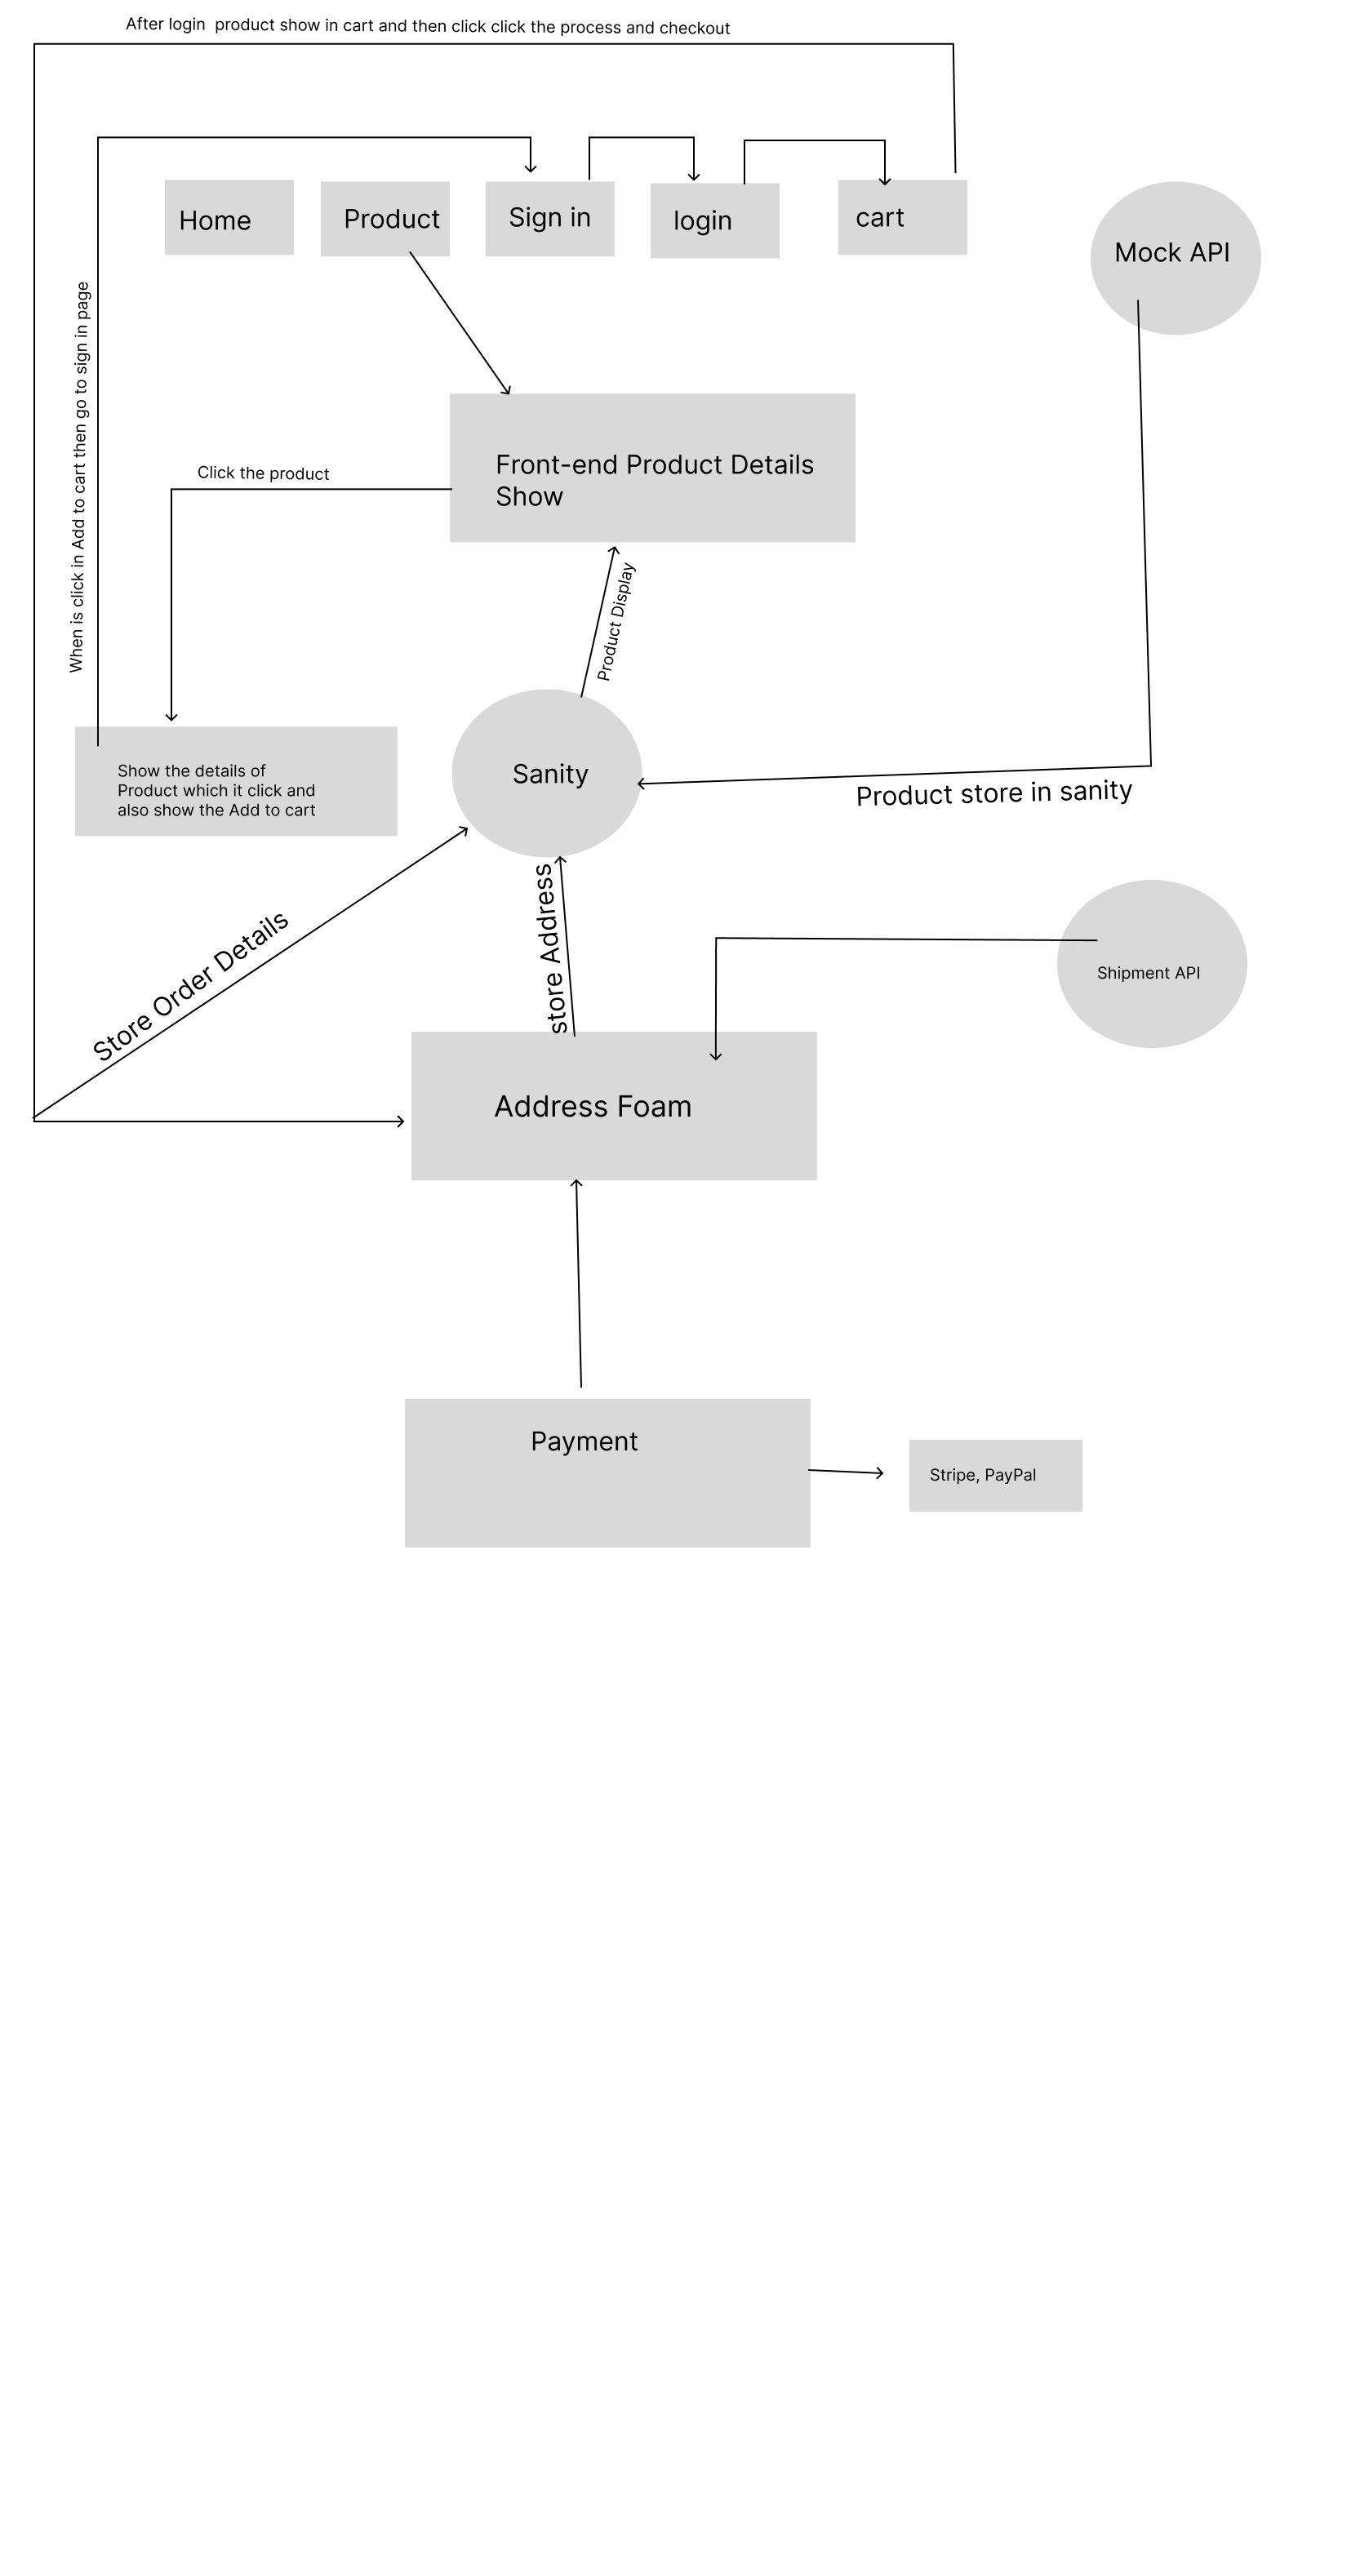 After login  product show in cart and then click click the process and checkout
Home
Product
Sign in
login
cart
Mock API
When is click in Add to cart then go to sign in page
Front-end Product Details
Show
Click the product
Product Display
Show the details of
Product which it click and
also show the Add to cart
Sanity
Product store in sanity
Store Order Details
store Address
Shipment API
Address Foam
Payment
Stripe, PayPal